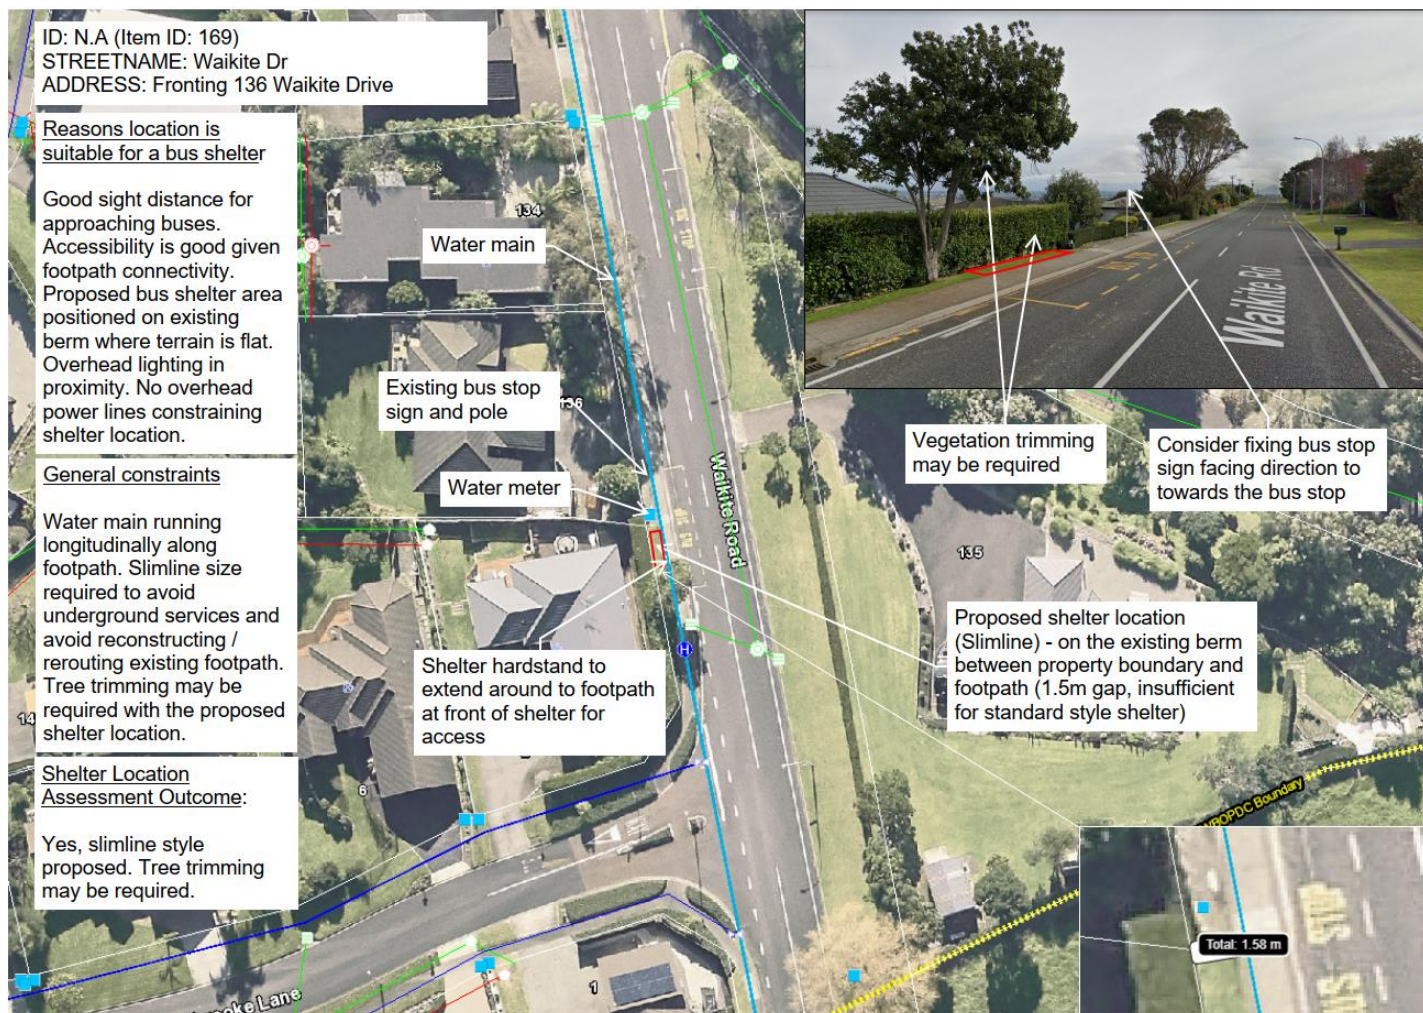 ID: N.A (Item ID: 169)
STREETNAME: Waikite Dr
ADDRESS: Fronting 136 Waikite Drive
Reasons location is
suitable for a bus shelter
Good sight distance for
approaching buses.
Accessibility is good given
footpath connectivity.
Proposed bus shelter area
positioned on existing
berm where terrain is flat.
Overhead lighting in
proximity. No overhead
power lines constraining
shelter location.
General constraints
Water main running
longitudinally along
footpath. Slimline size
required to avoid
underground services and
avoid reconstructing /
rerouting existing footpath.
Tree trimming may be
required with the proposed
shelter location.
Shelter Location
Assessment Outcome:
Yes, slimline style
proposed. Tree trimming
may be required.
134
Water main
Existing bus stop
sign and pole
136
Water meter
Waikite Road
Shelter hardstand to
extend around to footpath
at front of shelter for
access
6
14
1
Waikite Rd
Vegetation trimming
may be required
Consider fixing bus stop
sign facing direction to
towards the bus stop
135
Proposed shelter location
(Slimline) - on the existing berm
between property boundary and
footpath (1.5m gap, insufficient
for standard style shelter)
H
WBOPDC Boundary
Total: 1.58 m
Lane